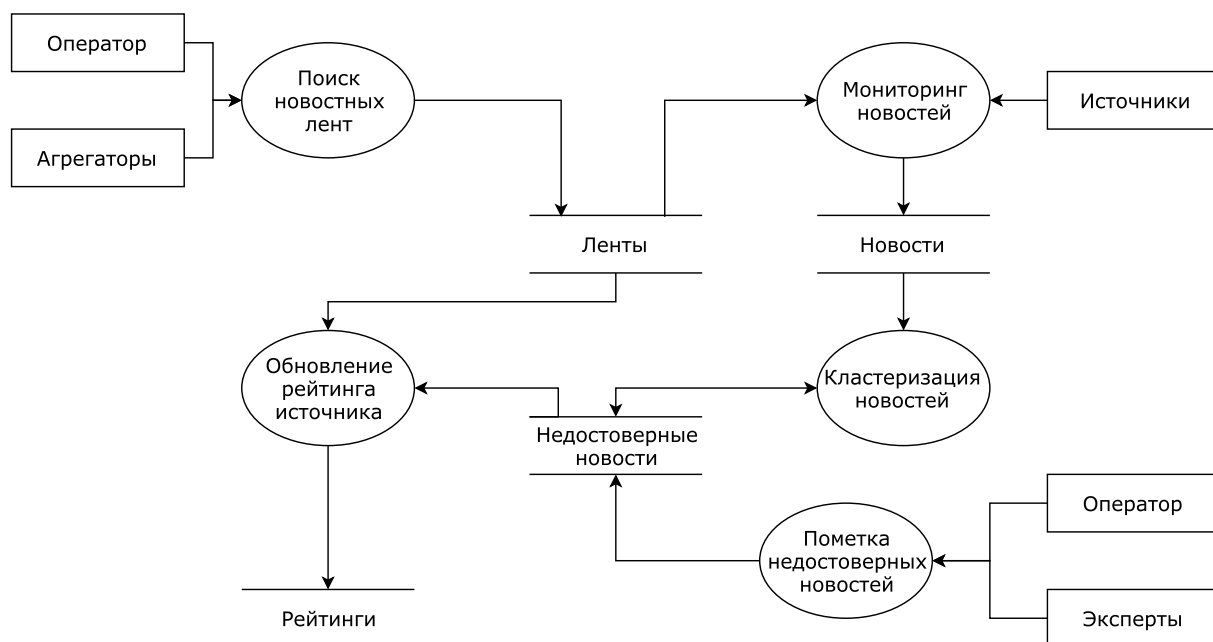 Оператор
Агрегаторы
Поиск
новостных
лент
Мониторинг
новостей
Источники
Ленты
Новости
Обновление
рейтинга
источника
Кластеризация
новостей
Недостоверные
новости
Рейтинги
Пометка
недостоверных
новостей
Оператор
Эксперты